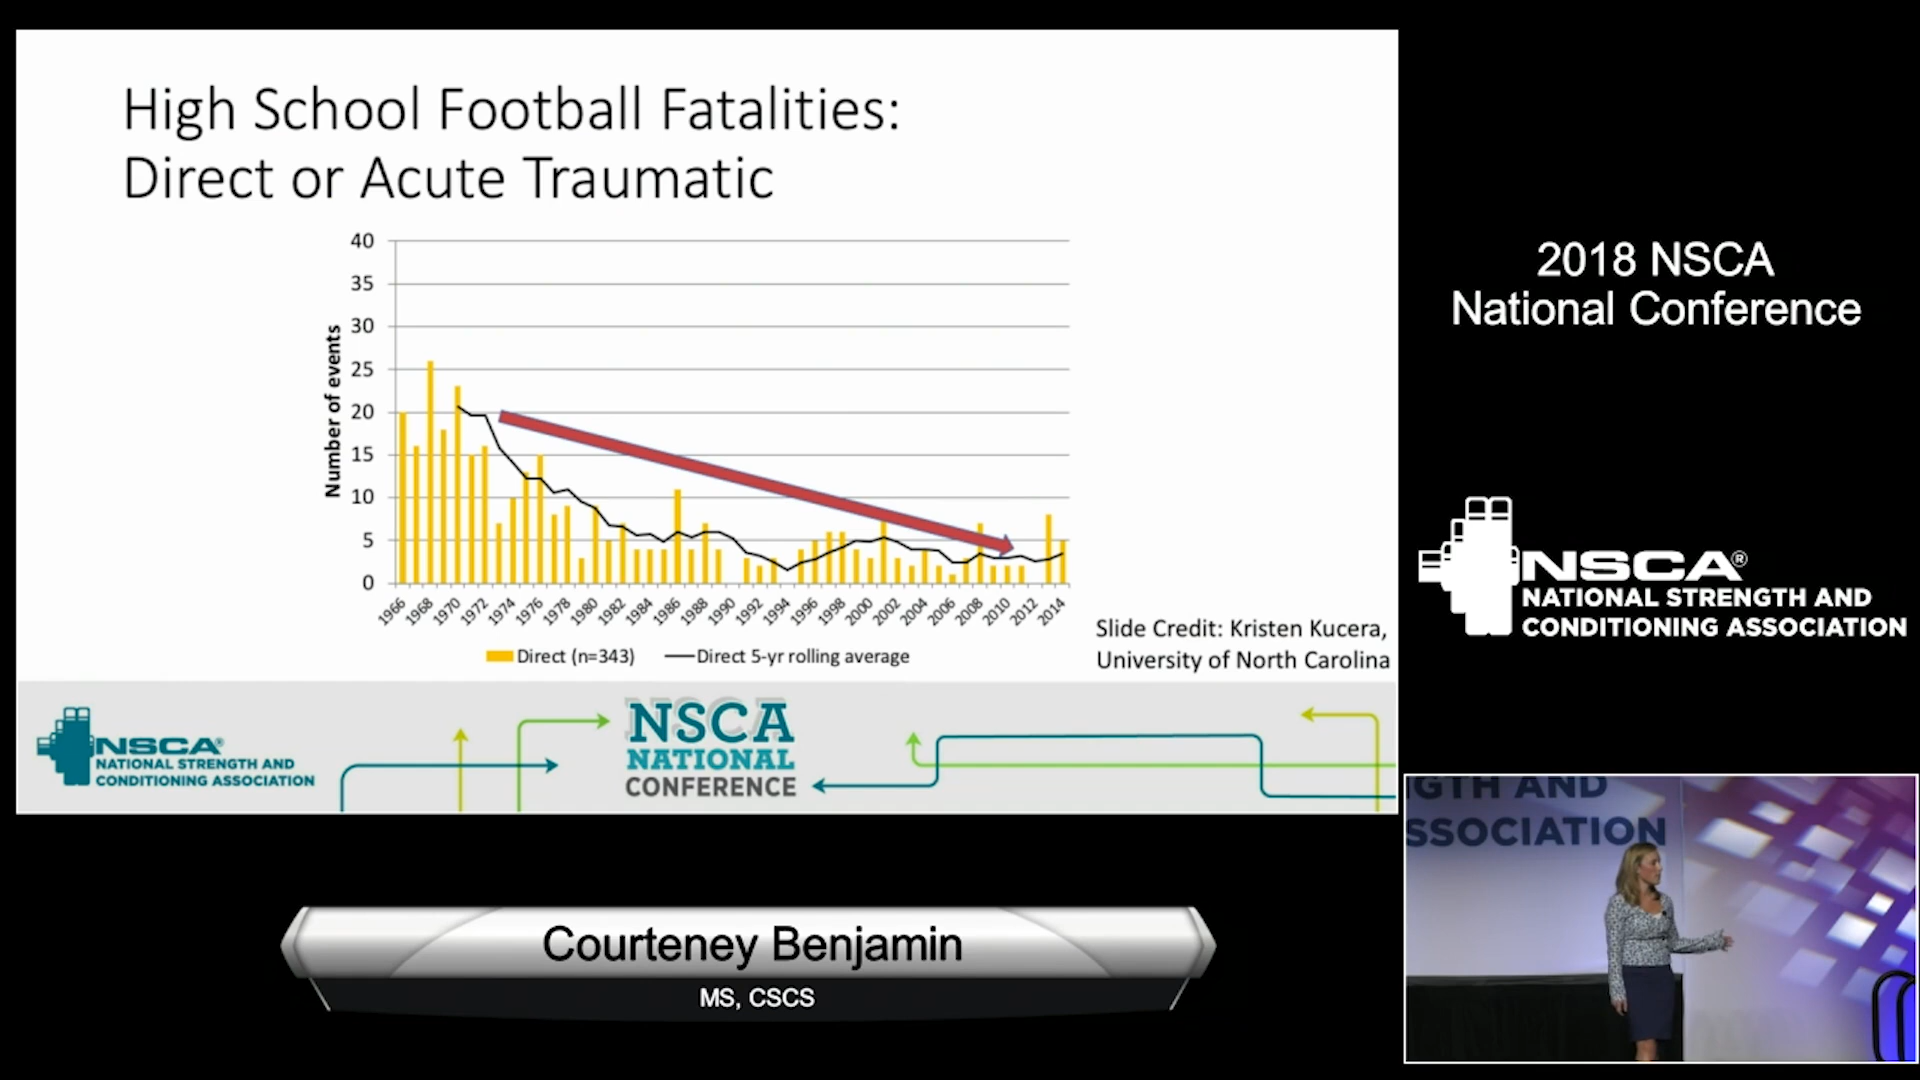 High School Football Fatalities:
Direct or Acute Traumatic
Number of events
40
35
30
25
20
15
10
5
0
1966
1968
1970
1972
1974
1976
1978
1980
1982
1984
1986
1988
1990
1992
1994
1996
1998
2000
2002
2004
2006
2008
2010
2012
2014
Direct (n=343)
Direct 5-yr rolling average
Slide Credit: Kristen Kucera,
University of North Carolina
NSCA®
NATIONAL STRENGTH AND
CONDITIONING ASSOCIATION
NSCA
NATIONAL
CONFERENCE
2018 NSCA
National Conference
NSCA®
NATIONAL STRENGTH AND
CONDITIONING ASSOCIATION
GTH AND
SSOCIATION
Courteney Benjamin
MS, CSCS